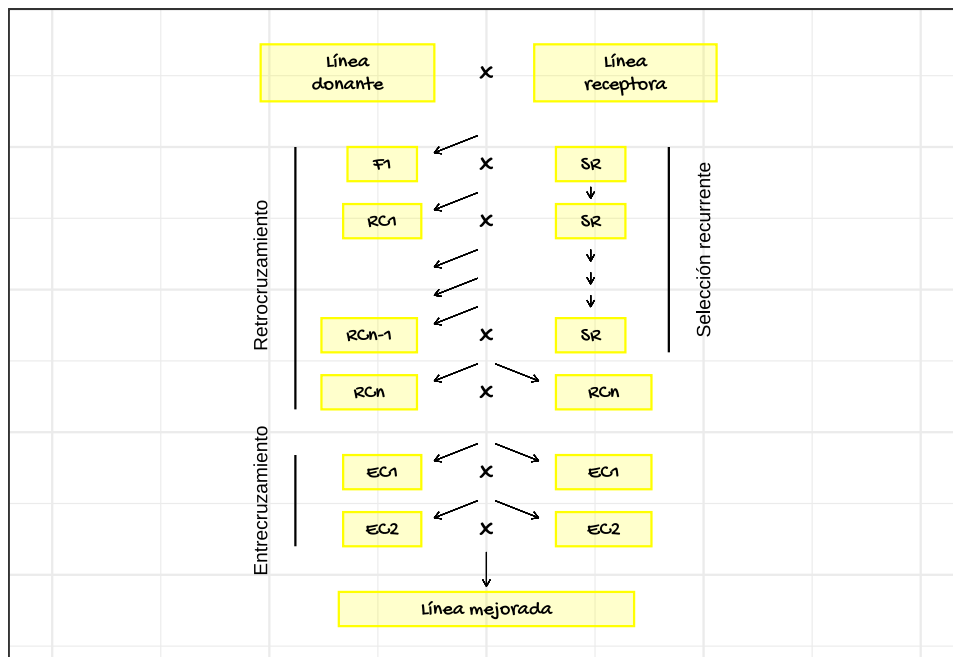 Línea
donante
x
Línea
receptora
F1
x
SR
RC1
x
SR
Retrocruzamiento
Selección recurrente
RCn-1
x
SR
RCn
x
RCn
EC1
x
EC1
Entrecruzamiento
EC2
x
EC2
Línea mejorada